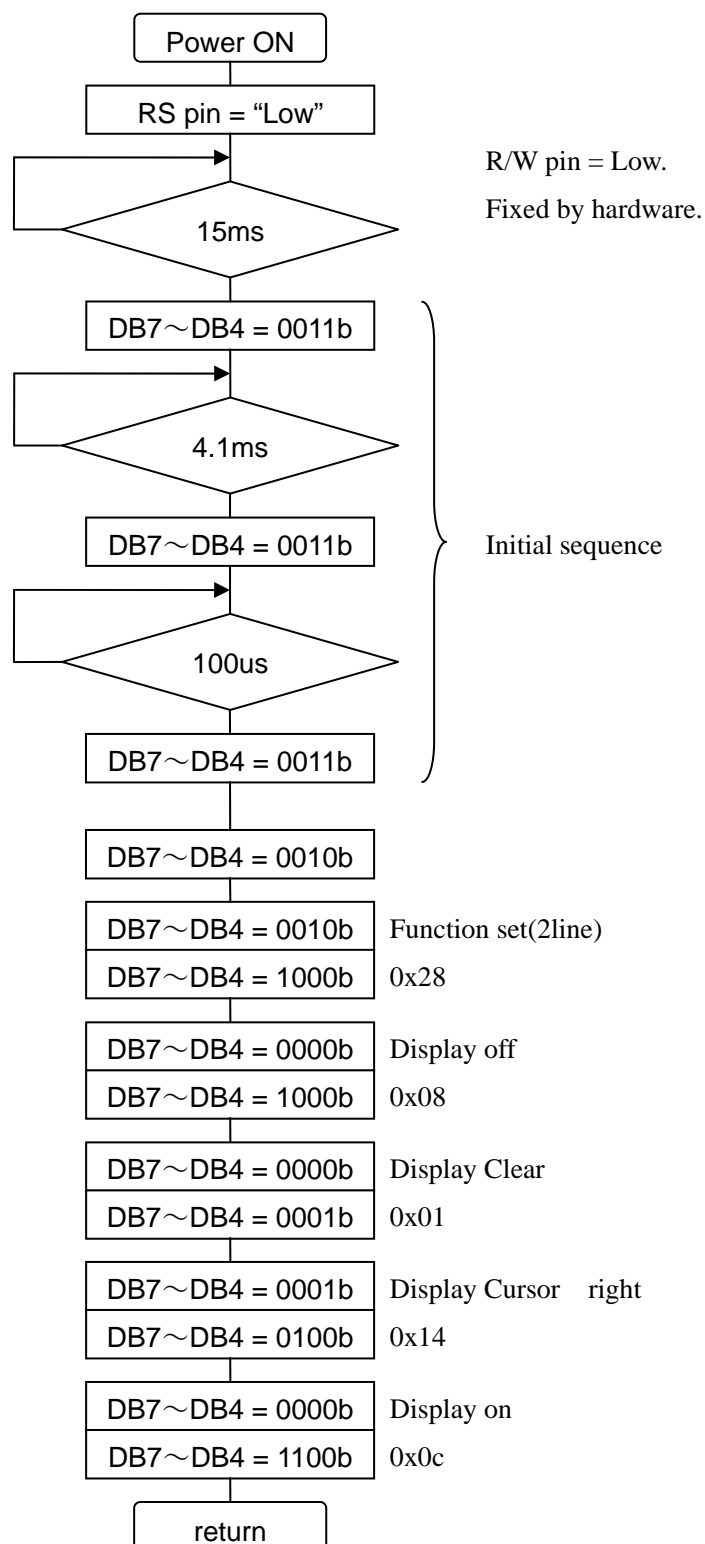 Power ON
RS pin = “Low”
R/W pin = Low.
Fixed by hardware.
15ms
DB7～DB4 = 0011b
4.1ms
DB7～DB4 = 0011b
Initial sequence
100us
DB7～DB4 = 0011b
DB7～DB4 = 0010b
DB7～DB4 = 0010b Function set(2line)
DB7～DB4 = 1000b 0x28
DB7～DB4 = 0000b Display off
DB7～DB4 = 1000b 0x08
DB7～DB4 = 0000b Display Clear
DB7～DB4 = 0001b 0x01
DB7～DB4 = 0001b Display Cursor right
DB7～DB4 = 0100b 0x14
DB7～DB4 = 0000b Display on
DB7～DB4 = 1100b 0x0c
return